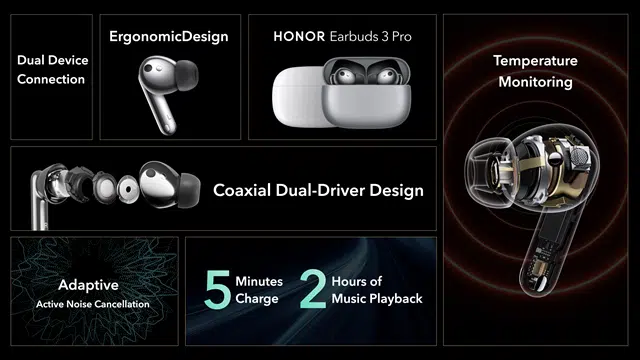 Dual Device
Connection
ErgonomicDesign
HONOR Earbuds 3 Pro
Temperature
Monitoring
Coaxial Dual-Driver Design
Adaptive
Active Noise Cancellation
5 Minutes
Charge
2 Hours of
Music Playback